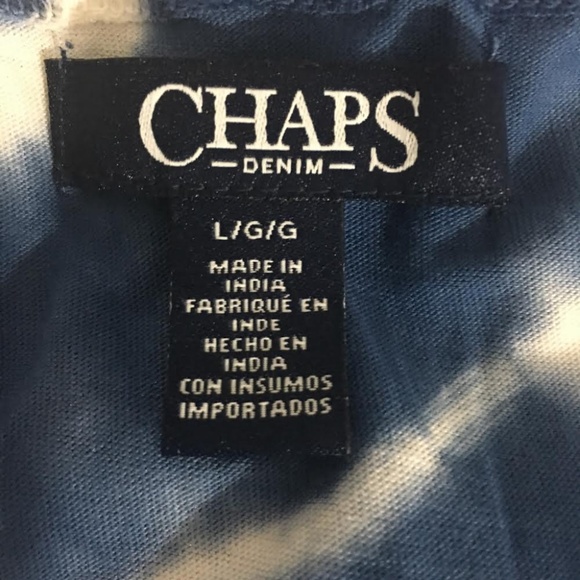 CHAPS
DENIM
L/G/G
MADE IN
INDIA
FABRIQUÉ EN
INDE
HECHO EN
INDIA
CON INSUMOS
IMPORTADOS